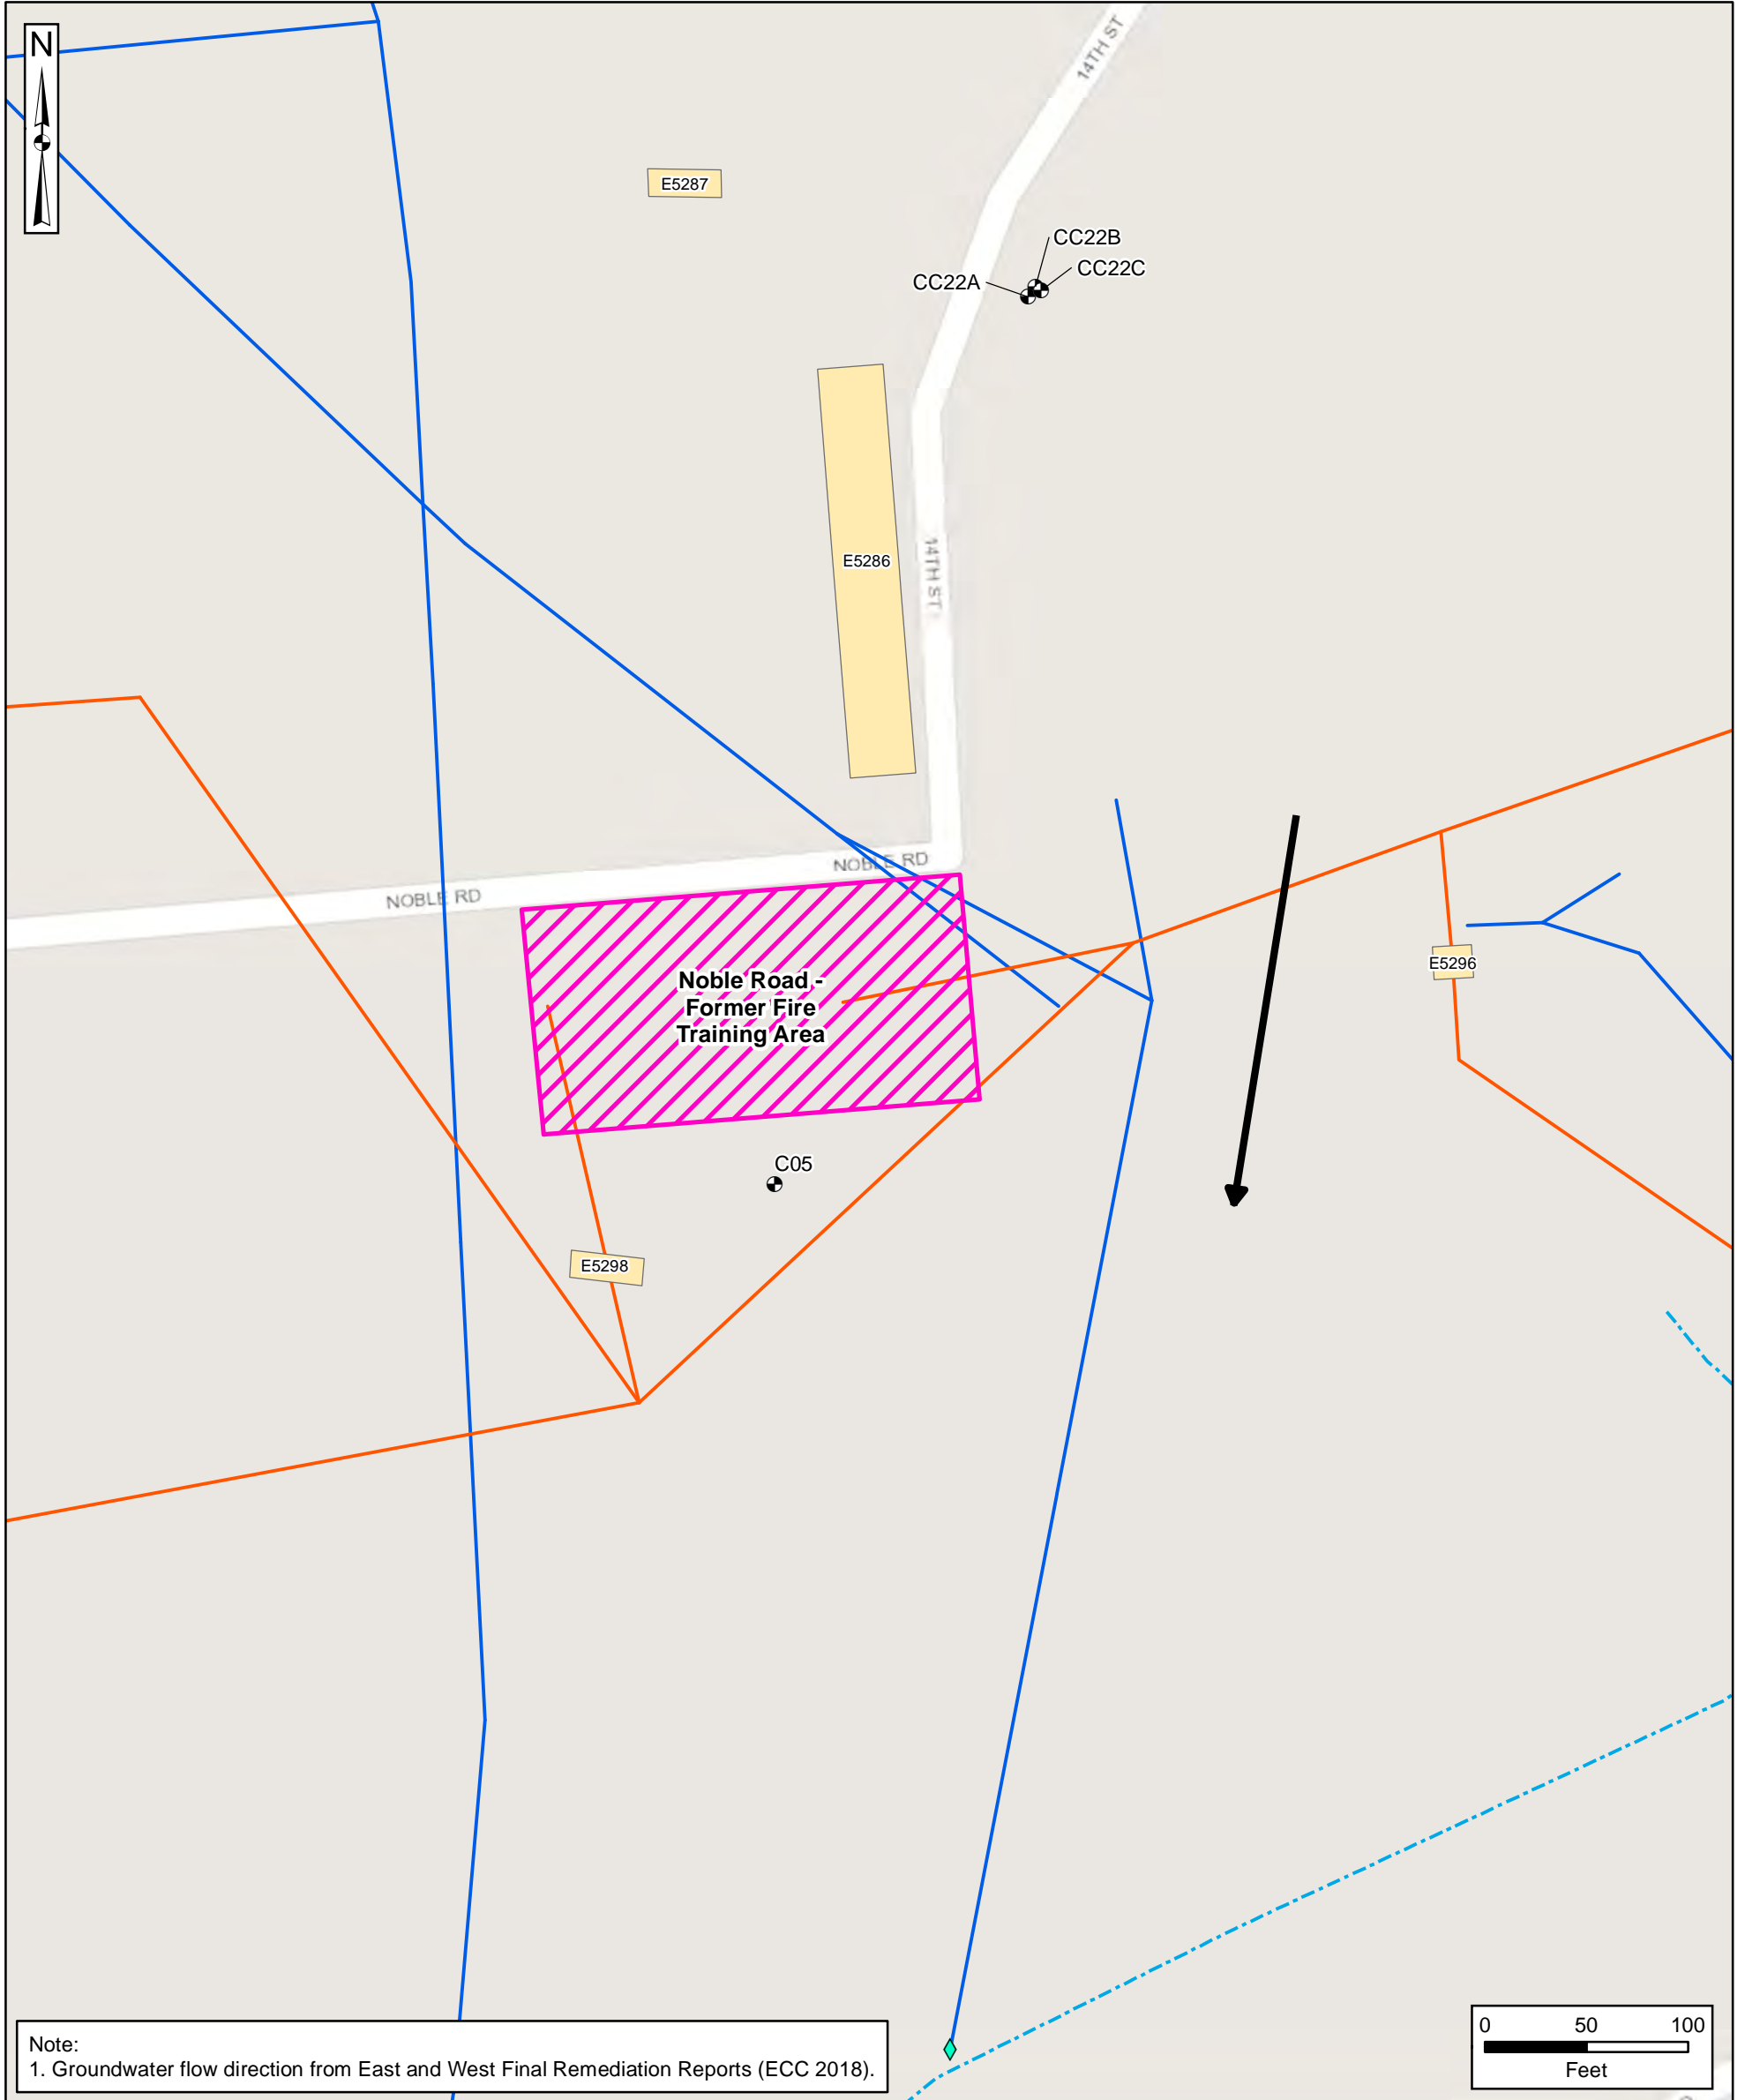 N
14TH ST
E5287
CC22B
CC22C
CC22A
E5286
14TH ST
NOBLE RD
NOBLE RD
E5296
Noble Road -
Former Fire
Training Area
C05
E5298
Note:
1. Groundwater flow direction from East and West Final Remediation Reports (ECC 2018).
0 50 100
Feet